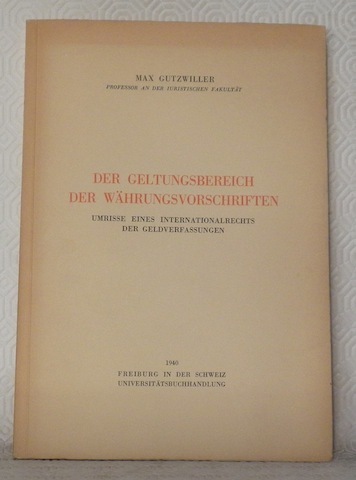 MAX GUTZWILLER
PROFESSOR AN DER JURISTISCHEN FAKULTÄT
DER GELTUNGSBEREICH
DER WÄHRUNGSVORSCHRIFTEN
UMRISSE EINES INTERNATIONALRECHTS
DER GELDVERFASSUNGEN
1940
FREIBURG IN DER SCHWEIZ
UNIVERSITÄTSBUCHHANDLUNG